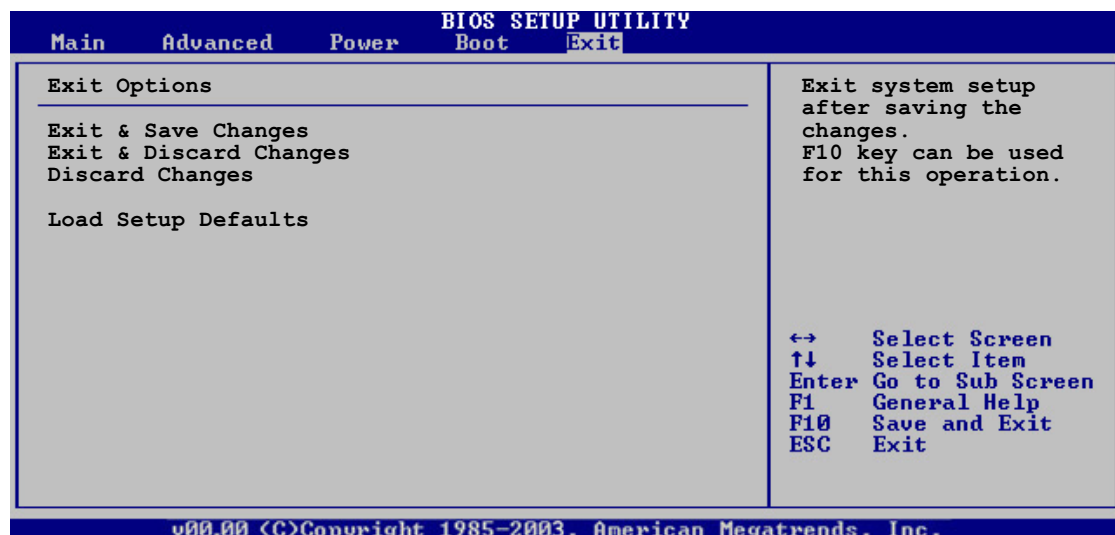 BIOS SETUP UTILITY
Main Advanced Power Boot Exit
Exit Options
Exit & Save Changes
Exit & Discard Changes
Discard Changes
Load Setup Defaults
Exit system setup
after saving the
changes.
F10 key can be used
for this operation.
←→ Select Screen
↑↓ Select Item
Enter Go to Sub Screen
F1 General Help
F10 Save and Exit
ESC Exit
v00.00 (C)Copyright 1985-2003, American Megatrends, Inc.